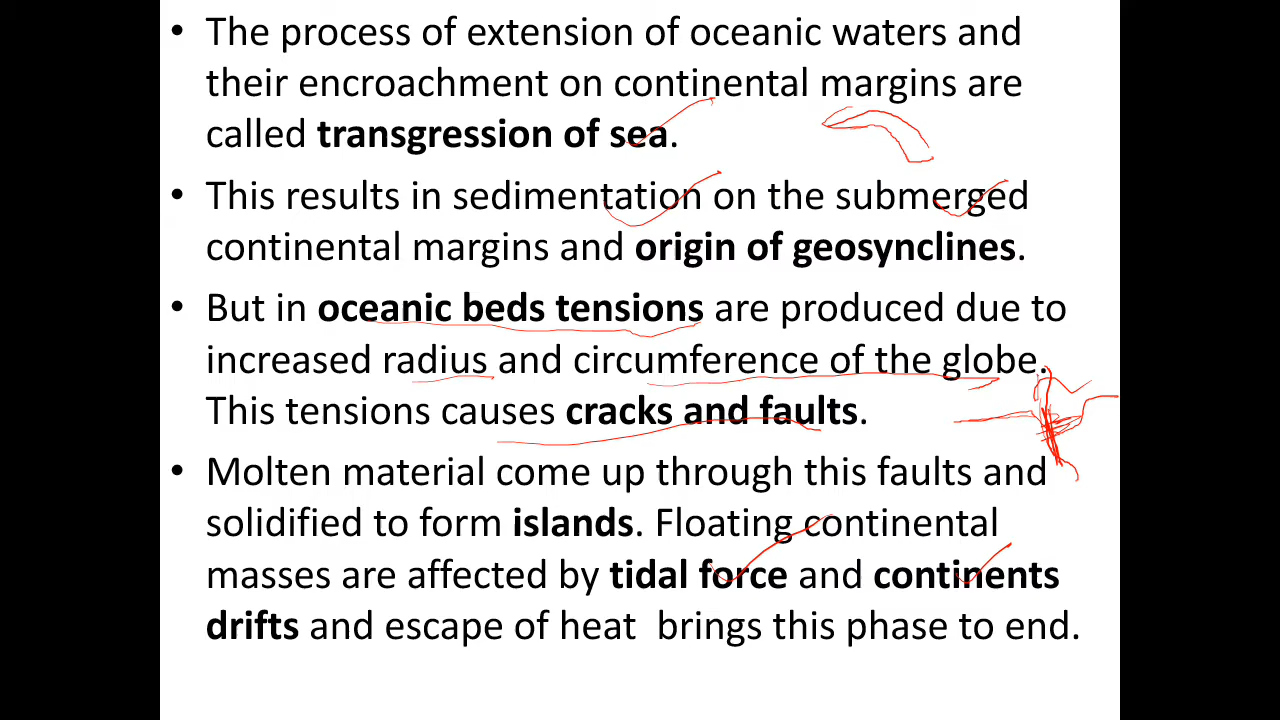 • The process of extension of oceanic waters and
their encroachment on continental margins are
called transgression of sea.
• This results in sedimentation on the submerged
continental margins and origin of geosynclines.
• But in oceanic beds tensions are produced due to
increased radius and circumference of the globe.
This tensions causes cracks and faults.
• Molten material come up through this faults and
solidified to form islands. Floating continental
masses are affected by tidal force and continents
drifts and escape of heat  brings this phase to end.